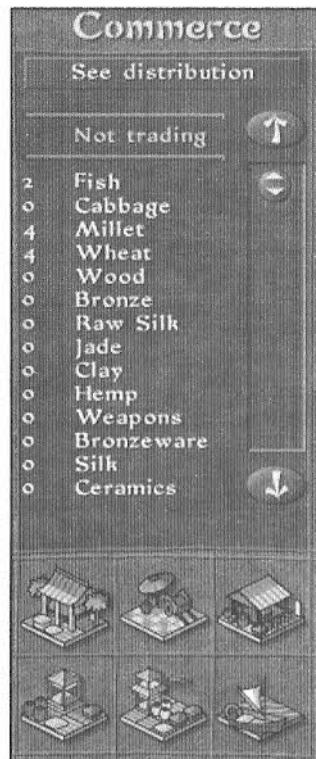 Commerce
See distribution
Not trading
2 Fish
0 Cabbage
4 Millet
4 Wheat
0 Wood
0 Bronze
0 Raw Silk
0 Jade
0 Clay
0 Hemp
0 Weapons
0 Bronzeware
0 Silk
0 Ceramics